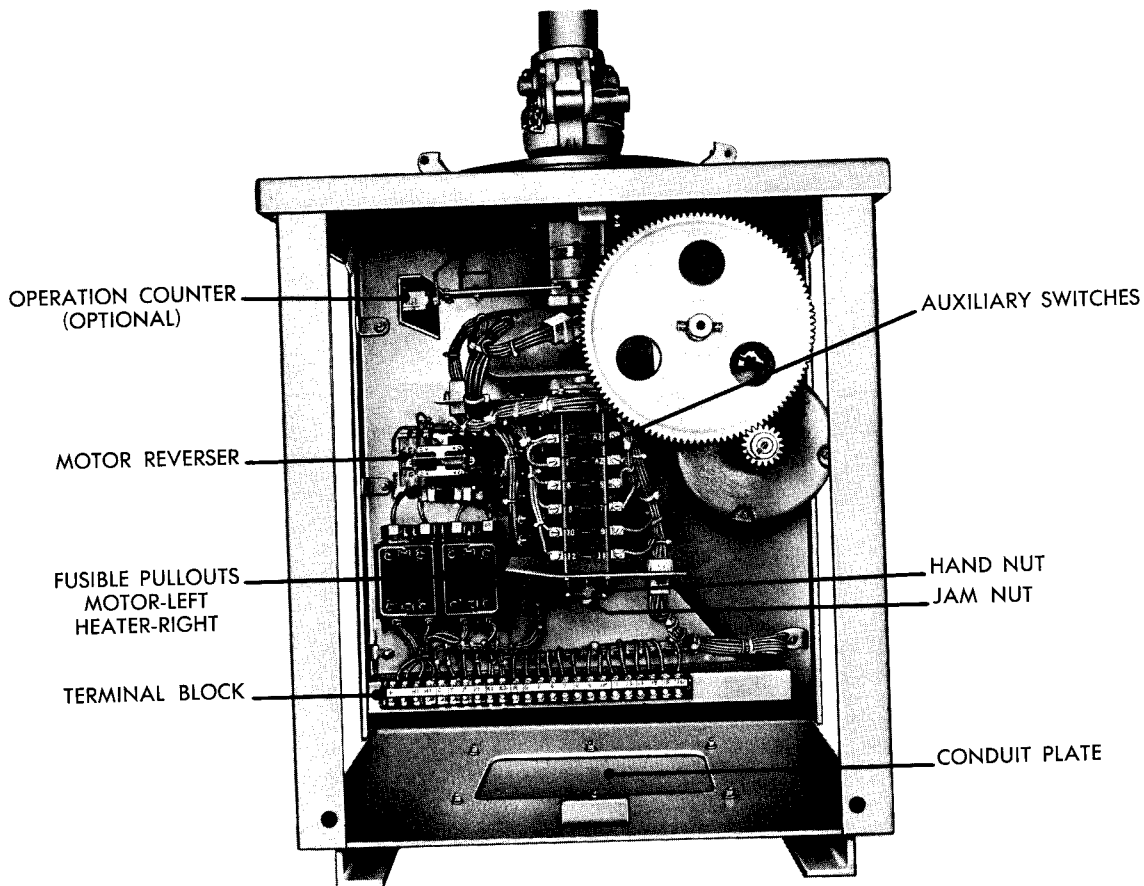 OPERATION COUNTER
(OPTIONAL)
AUXILIARY SWITCHES
MOTOR REVERSER
FUSIBLE PULLOUTS
MOTOR-LEFT
HEATER-RIGHT
HAND NUT
JAM NUT
TERMINAL BLOCK
CONDUIT PLATE